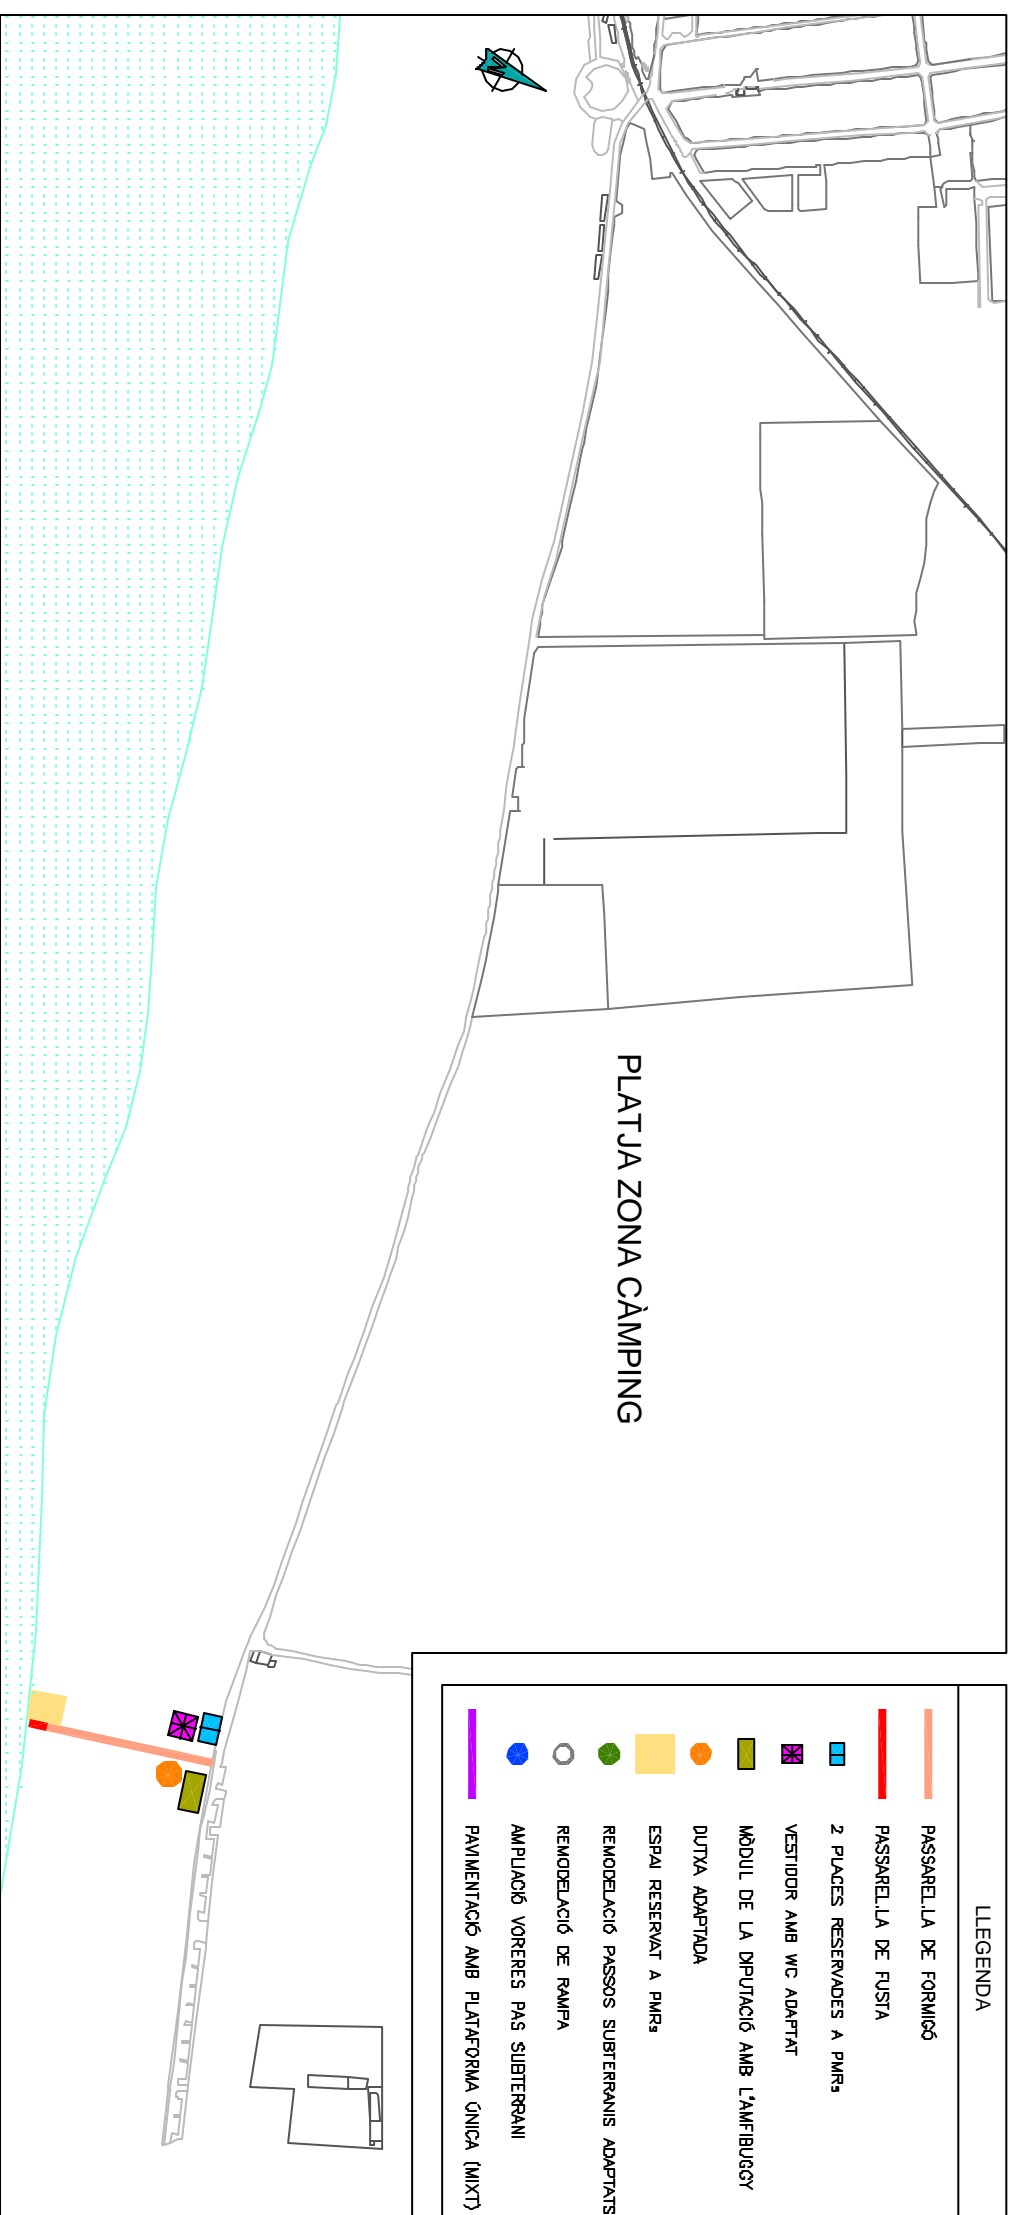 N
PLATJA ZONA CÀMPING
LLEGENDA
PASSAREL.LA DE FORMIGÓ
PASSAREL.LA DE FUSTA
2 PLACES RESERVADES A PMRs
VESTIDOR AMB WC ADAPTAT
MÒDUL DE LA DIPUTACIÓ AMB L'AMFIBUGGY
DUTXA ADAPTADA
ESPAI RESERVAT A PMRs
REMODELACIÓ PASSOS SUBTERRANIS ADAPTATS
REMODELACIÓ DE RAMPA
AMPLIACIÓ VORERES PAS SUBTERRANI
PAVIMENTACIÓ AMB PLATAFORMA ÚNICA (MIXT)